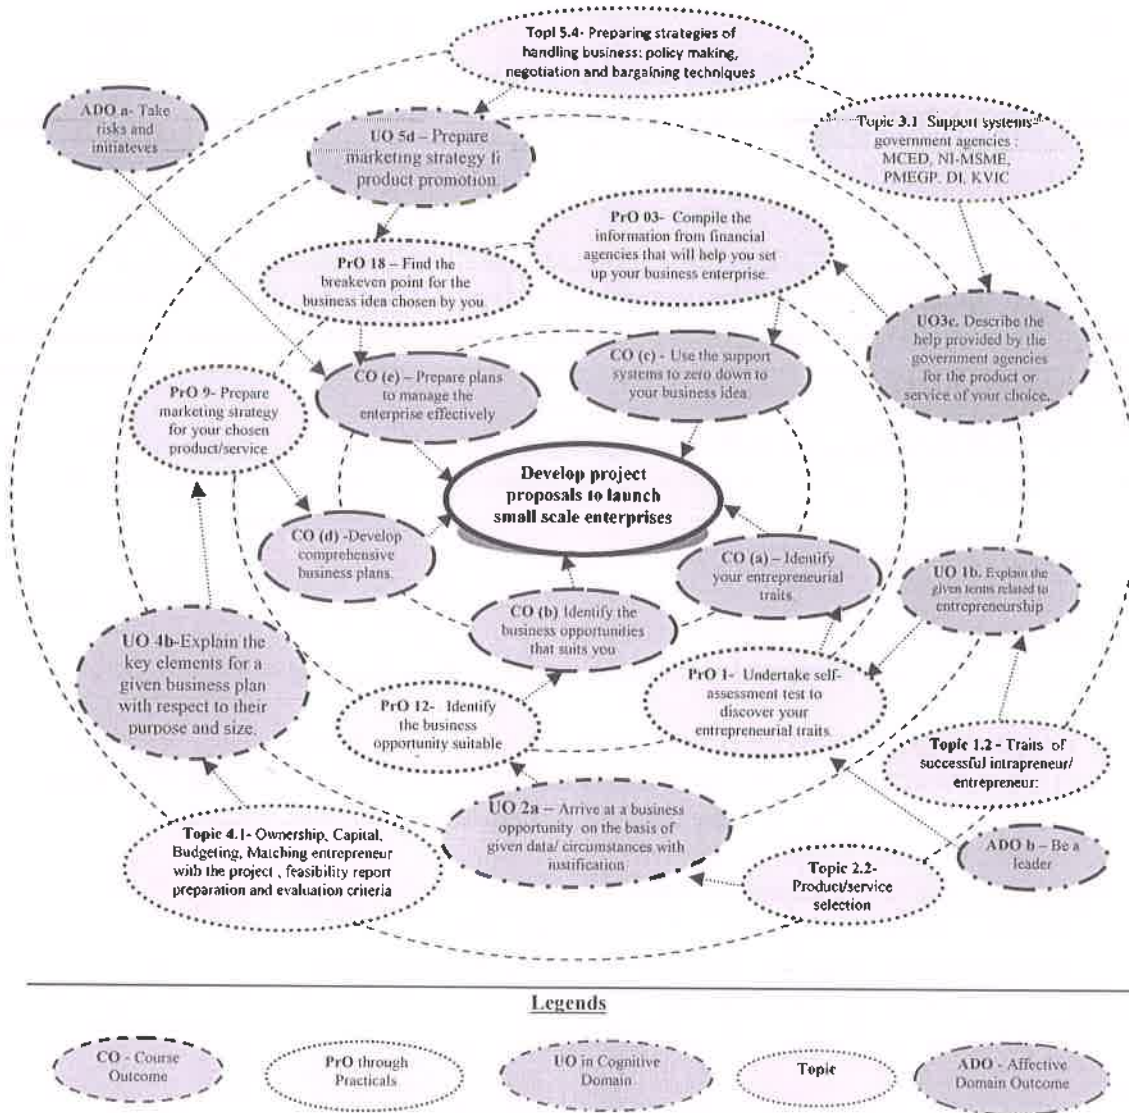 Topl 5.4- Preparing strategies of
handling business: policy making,
negotiation and bargaining techniques
ADO a- Take
risks and
initiateves
UO 5d – Prepare
marketing strategy fi
product promotion
Topic 3.1 Support systems-
government agencies :
MCED, NI-MSME,
PMEGP, DI, KVIC
PrO 03- Compile the
information from financial
agencies that will help you set
up your business enterprise.
PrO 18 – Find the
breakeven point for the
business idea chosen by you.
UO3c. Describe the
help provided by the
government agencies
for the product or
service of your choice.
CO (e) – Prepare plans
to manage the
enterprise effectively
CO (c) - Use the support
systems to zero down to
your business idea
PrO 9- Prepare
marketing strategy
for your chosen
product/service
Develop project
proposals to launch
small scale enterprises
CO (d) -Develop
comprehensive
business plans.
CO (a) – Identify
your entrepreneurial
traits
UO 1b. Explain the
given terms related to
entrepreneurship
CO (b) Identify the
business opportunities
that suits you
UO 4b-Explain the
key elements for a
given business plan
with respect to their
purpose and size.
PrO 1- Undertake self-
assessment test to
discover your
entrepreneurial traits.
PrO 12- Identify
the business
opportunity suitable
Topic 1.2 - Traits of
successful intrapreneur/
entrepreneur:
UO 2a – Arrive at a business
opportunity on the basis of
given data/ circumstances with
justification
Topic 4.1- Ownership, Capital,
Budgeting, Matching entrepreneur
with the project , feasibility report
preparation and evaluation criteria
ADO b – Be a
leader
Topic 2.2-
Product/service
selection
Legends
CO - Course
Outcome
PrO through
Practicals
UO in Cognitive
Domain
Topic
ADO - Affective
Domain Outcome